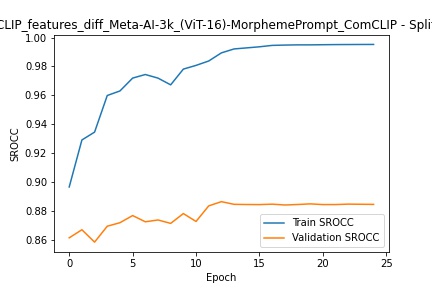 CLIP_features_diff_Meta-AI-3k_(ViT-16)-MorphemePrompt_ComCLIP - Split
1.00
0.98
0.96
0.94
0.92
0.90
0.88
0.86
SROCC
Train SROCC
Validation SROCC
0 5 10 15 20 25
Epoch